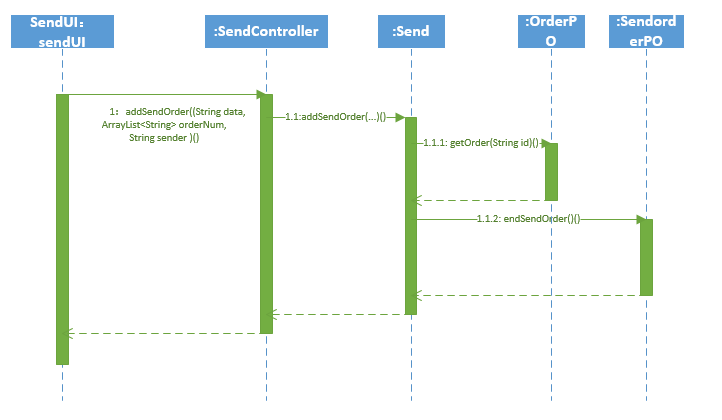 SendUI：
sendUI
:SendController
:Send
:OrderP
O
:Sendord
erPO
1：addSendOrder((String data,
ArrayList<String> orderNum,
String sender )()
1.1:addSendOrder(...)()
1.1.1: getOrder(String id)()
1.1.2: endSendOrder()()